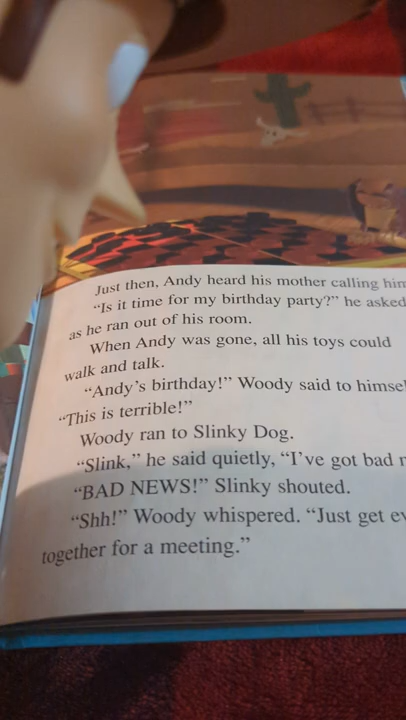 Just then, Andy heard his mother calling him
"Is it time for my birthday party?" he asked
as he ran out of his room.
When Andy was gone, all his toys could
walk and talk.
"Andy's birthday!" Woody said to
"This is terrible!"
Woody ran to Slinky Dog.
"Slink," he said quietly, "I've got bad
"BAD NEWS!" Slinky shouted.
"Shh!" Woody whispered. "Just get
together for a meeting."